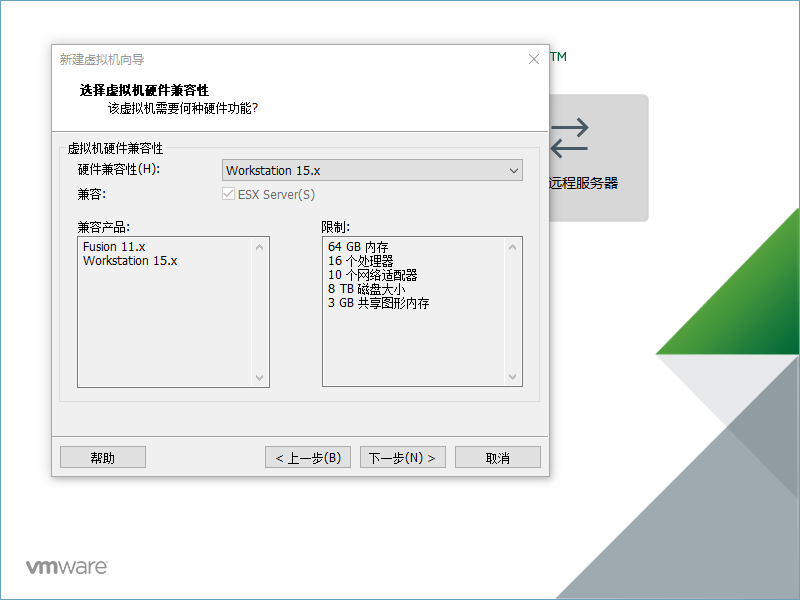 新建虚拟机向导
TM
选择虚拟机硬件兼容性
该虚拟机需要何种硬件功能?
虚拟机硬件兼容性
硬件兼容性(H):
Workstation 15.x
兼容:
ESX Server(S)
远程服务器
兼容产品:
Fusion 11.x
Workstation 15.x
限制:
64 GB 内存
16 个处理器
10 个网络适配器
8 TB 磁盘大小
3 GB 共享图形内存
帮助
< 上一步(B)
下一步(N) >
取消
vmware